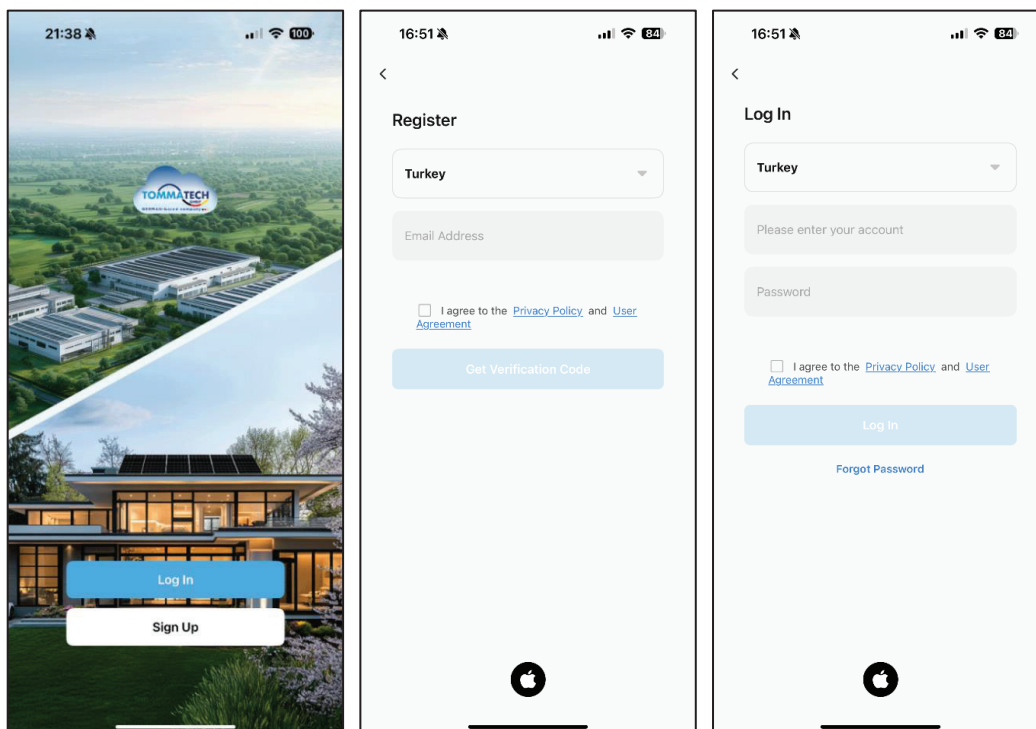 21:38
100
TOMMATECH
Log In
Sign Up
16:51
84
Register
Turkey
Email Address
I agree to the Privacy Policy and User
Agreement
Get Verification Code
16:51
84
Log In
Turkey
Please enter your account
Password
I agree to the Privacy Policy and User
Agreement
Log In
Forgot Password